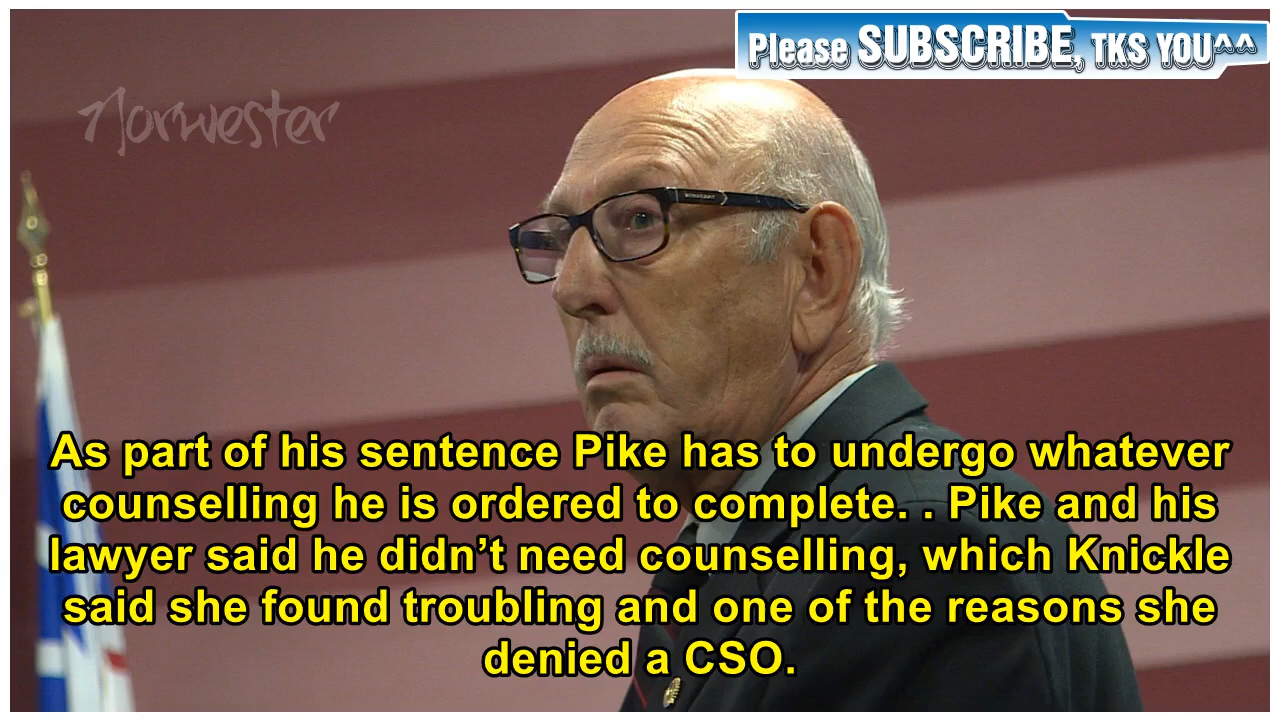 Please SUBSCRIBE, TKS YOU^^
Norwester
As part of his sentence Pike has to undergo whatever
counselling he is ordered to complete. . Pike and his
lawyer said he didn’t need counselling, which Knickle
said she found troubling and one of the reasons she
denied a CSO.